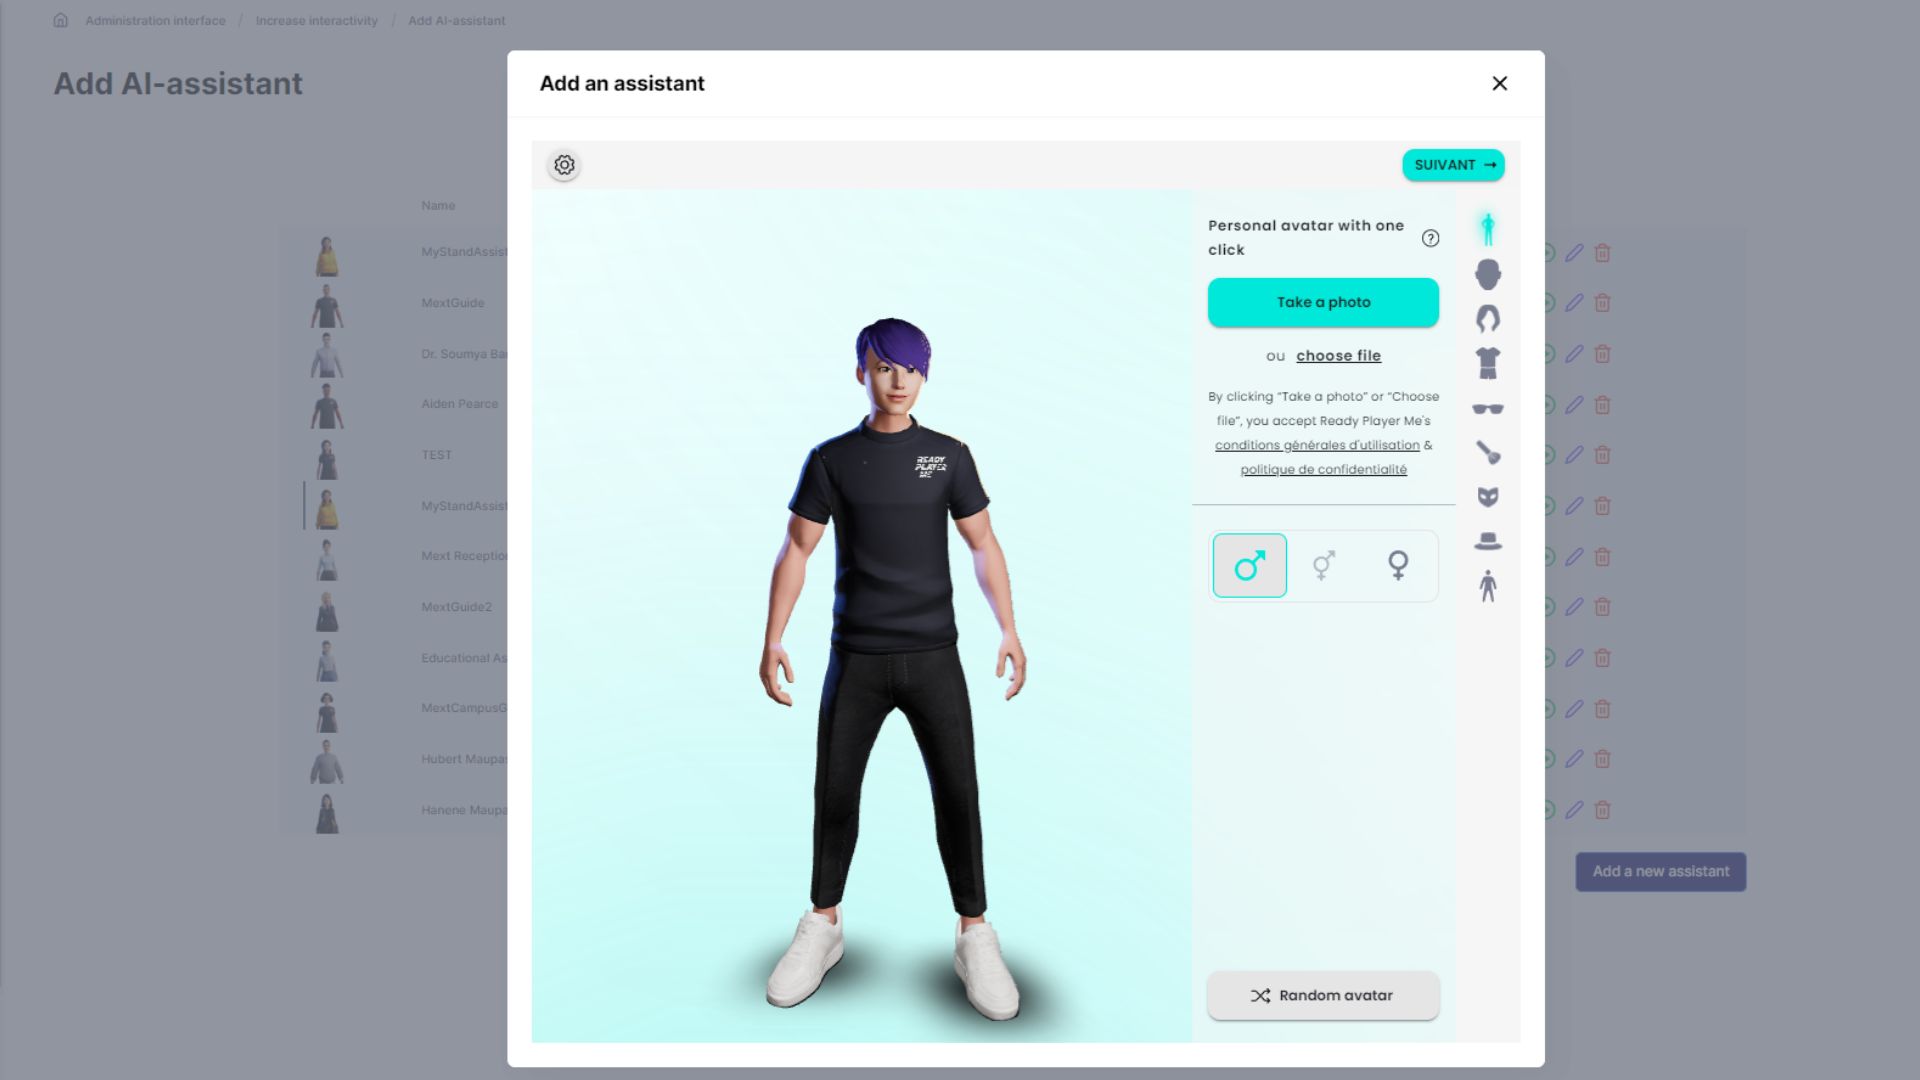 Administration interface / Increase interactivity / Add AI-assistant
Add AI-assistant
Name
MyStandAssist
MextGuide
Dr. Soumya Ba
Aiden Pearce
TEST
MyStandAssist
Mext Receptio
MextGuide2
Educational As
MextCampusG
Hubert Maupa
Hanene Maupa
Add a new assistant
Add an assistant
SUIVANT
Personal avatar with one
click
Take a photo
ou choose file
By clicking “Take a photo” or “Choose
file”, you accept Ready Player Me's
conditions générales d'utilisation &
politique de confidentialité
Random avatar
READY
PLAYER
ME